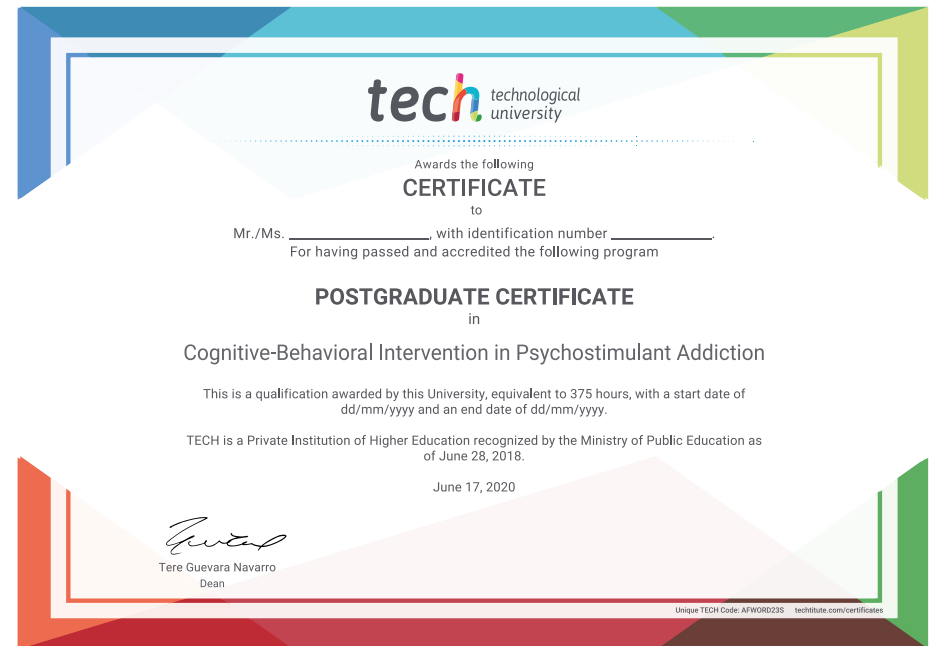 tech technological
university
Awards the following
CERTIFICATE
to
Mr./Ms. ____________________, with identification number ______________.
For having passed and accredited the following program
POSTGRADUATE CERTIFICATE
in
Cognitive-Behavioral Intervention in Psychostimulant Addiction
This is a qualification awarded by this University, equivalent to 375 hours, with a start date of
dd/mm/yyyy and an end date of dd/mm/yyyy.
TECH is a Private Institution of Higher Education recognized by the Ministry of Public Education as
of June 28, 2018.
June 17, 2020
Tere Guevara Navarro
Dean
Unique TECH Code: AFWORD23S techtitute.com/certificates